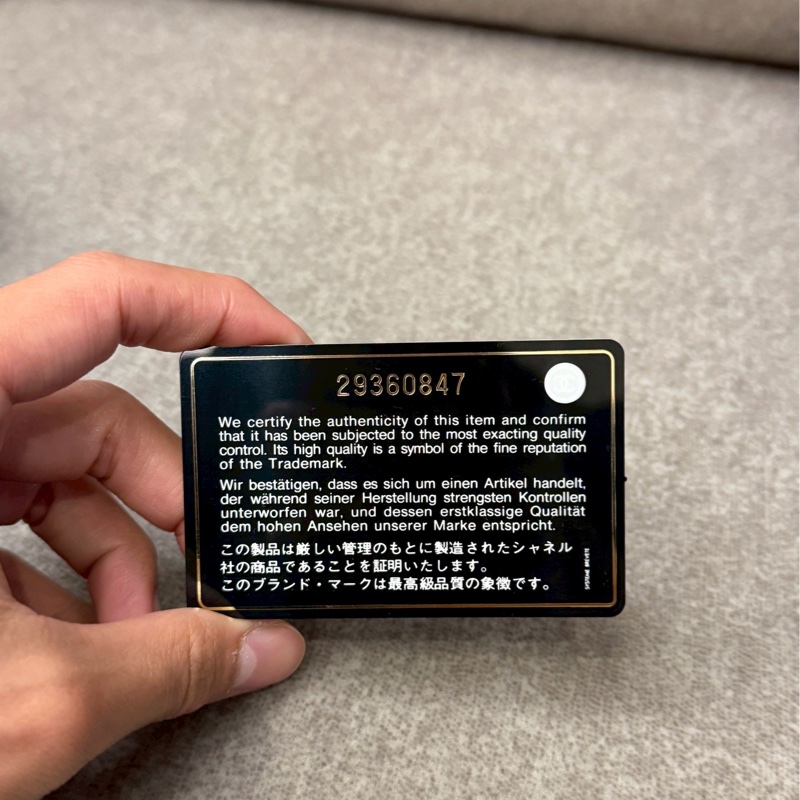 29360847
We certify the authenticity of this item and confirm
that it has been subjected to the most exacting quality
control. Its high quality is a symbol of the fine reputation
of the Trademark.
Wir bestätigen, dass es sich um einen Artikel handelt,
der während seiner Herstellung strengsten Kontrollen
unterworfen war, und dessen erstklassige Qualität
dem hohen Ansehen unserer Marke entspricht.
この製品は厳しい管理のもとに製造されたシャネル
社の商品であることを証明いたします。
このブランド・マークは最高級品質の象徴です。
SYSTEME BREVETE